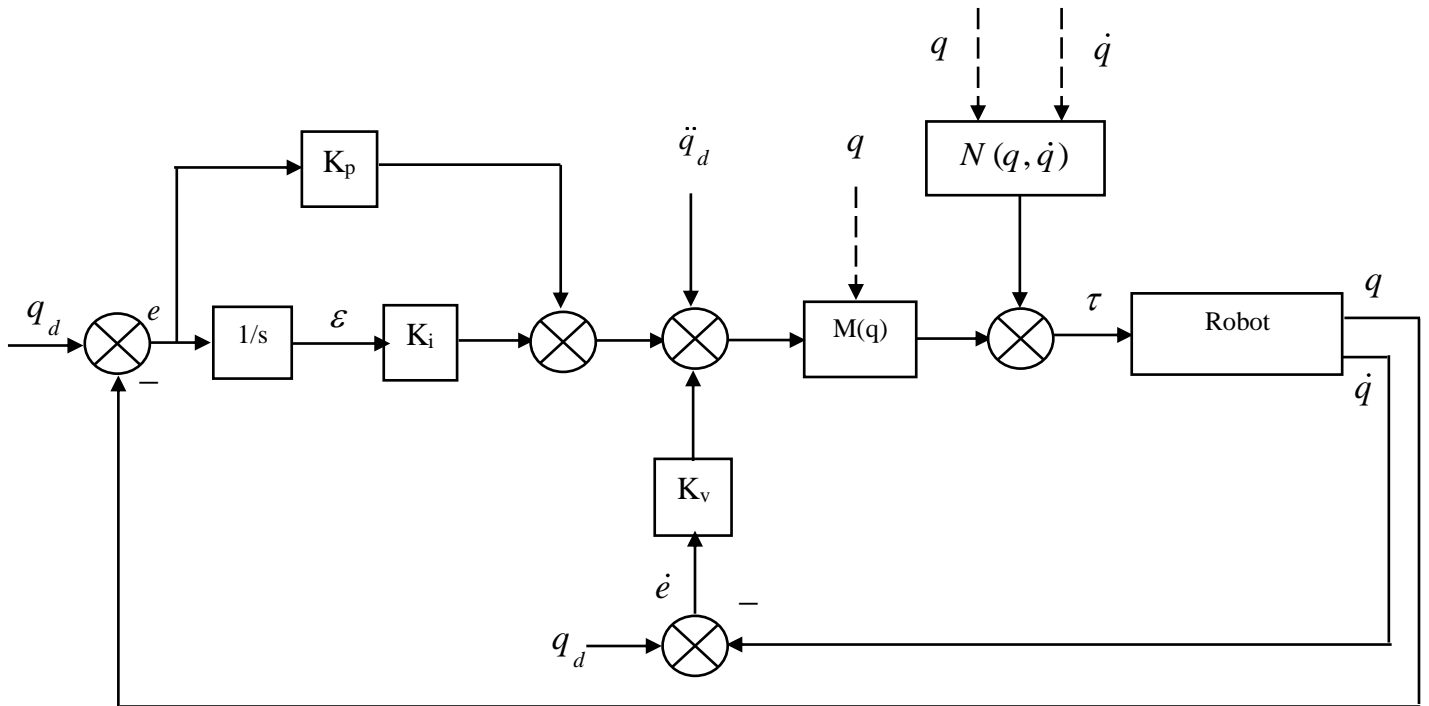 q q̇
N(q, q̇)
q̈_d
q
K_p
q_d
e
−
1/s
ε
K_i
M(q)
τ
Robot
q
q̇
K_v
ė
−
q_d